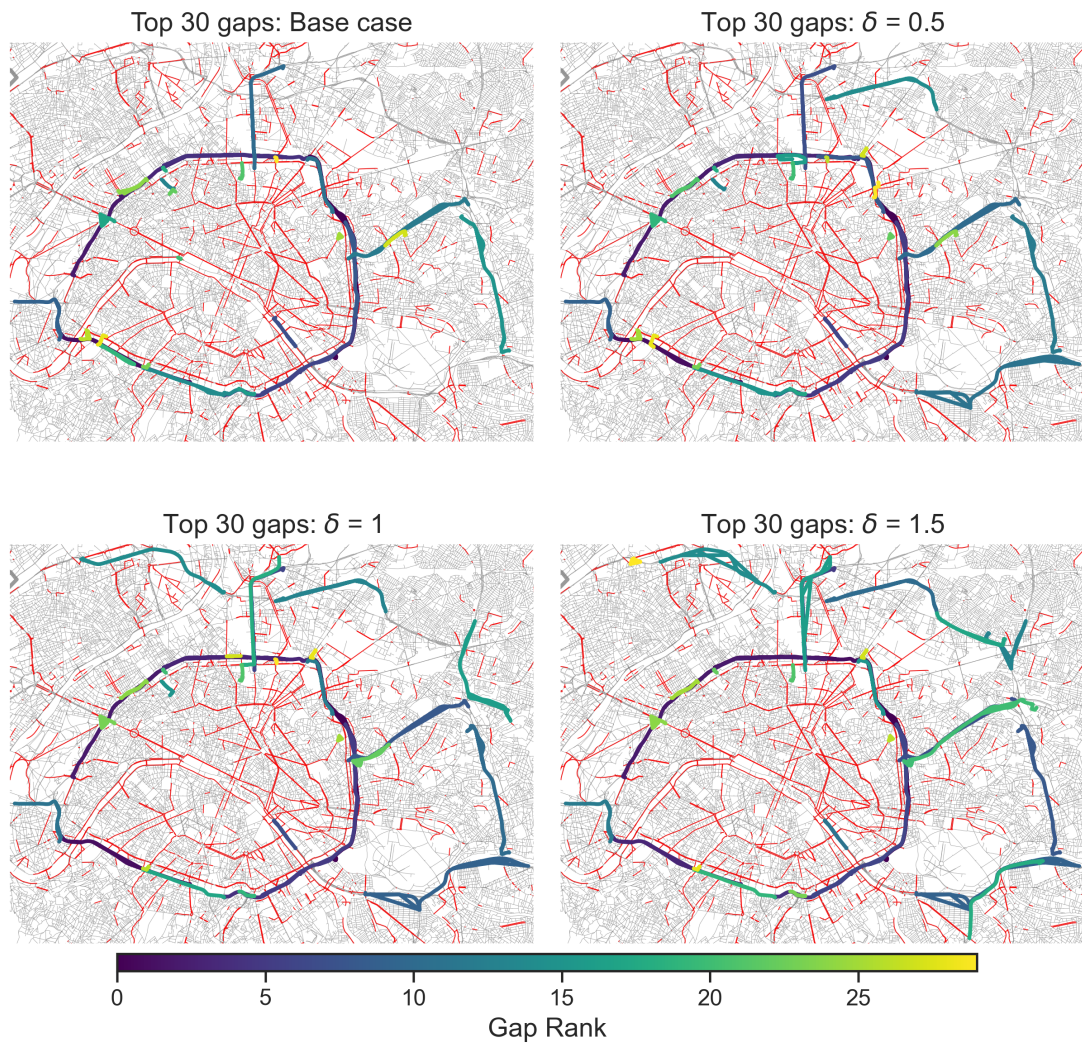 Top 30 gaps: Base case
Top 30 gaps: δ = 0.5
Top 30 gaps: δ = 1
Top 30 gaps: δ = 1.5
0 5 10 15 20 25
Gap Rank